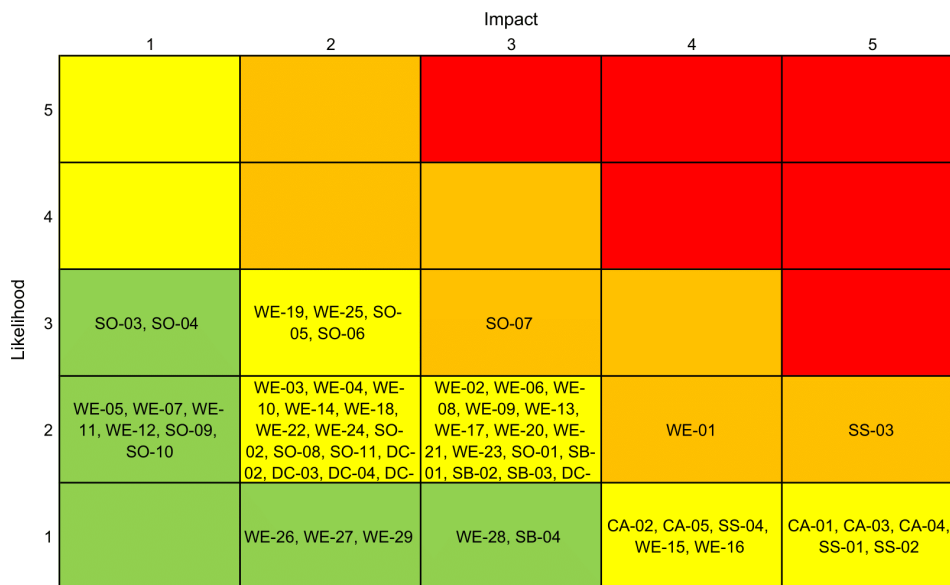 Impact
1 2 3 4 5
5
4
Likelihood
3
SO-03, SO-04
WE-19, WE-25, SO-
05, SO-06
SO-07
2
WE-05, WE-07, WE-
11, WE-12, SO-09,
SO-10
WE-03, WE-04, WE-
10, WE-14, WE-18,
WE-22, WE-24, SO-
02, SO-08, SO-11, DC-
02, DC-03, DC-04, DC-
WE-02, WE-06, WE-
08, WE-09, WE-13,
WE-17, WE-20, WE-
21, WE-23, SO-01, SB-
01, SB-02, SB-03, DC-
WE-01
SS-03
1
WE-26, WE-27, WE-29
WE-28, SB-04
CA-02, CA-05, SS-04,
WE-15, WE-16
CA-01, CA-03, CA-04,
SS-01, SS-02